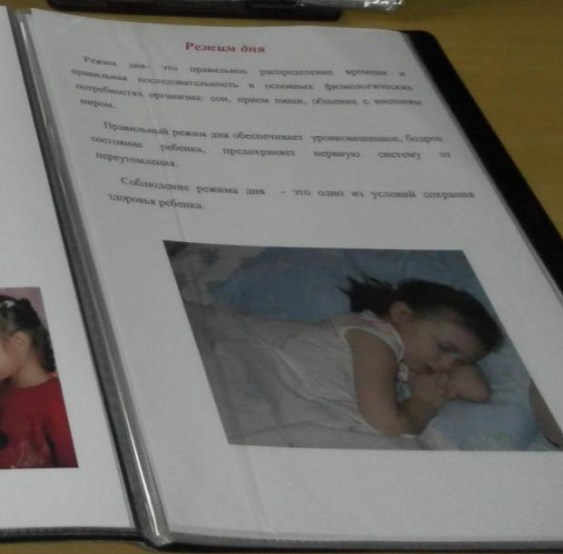 Режим дня
Режим дня- это правильное распределение времени и
правильная последовательность в основных физиологических
потребностях организма: сон, прием пищи, общение с внешним
миром.
Правильный режим дня обеспечивает уровновешенное, бодрое
состояние ребенка, предохраняет нервную систему от
переутомления.
Соблюдение режима дня - это одно из условий сохрания
здоровья ребенка.